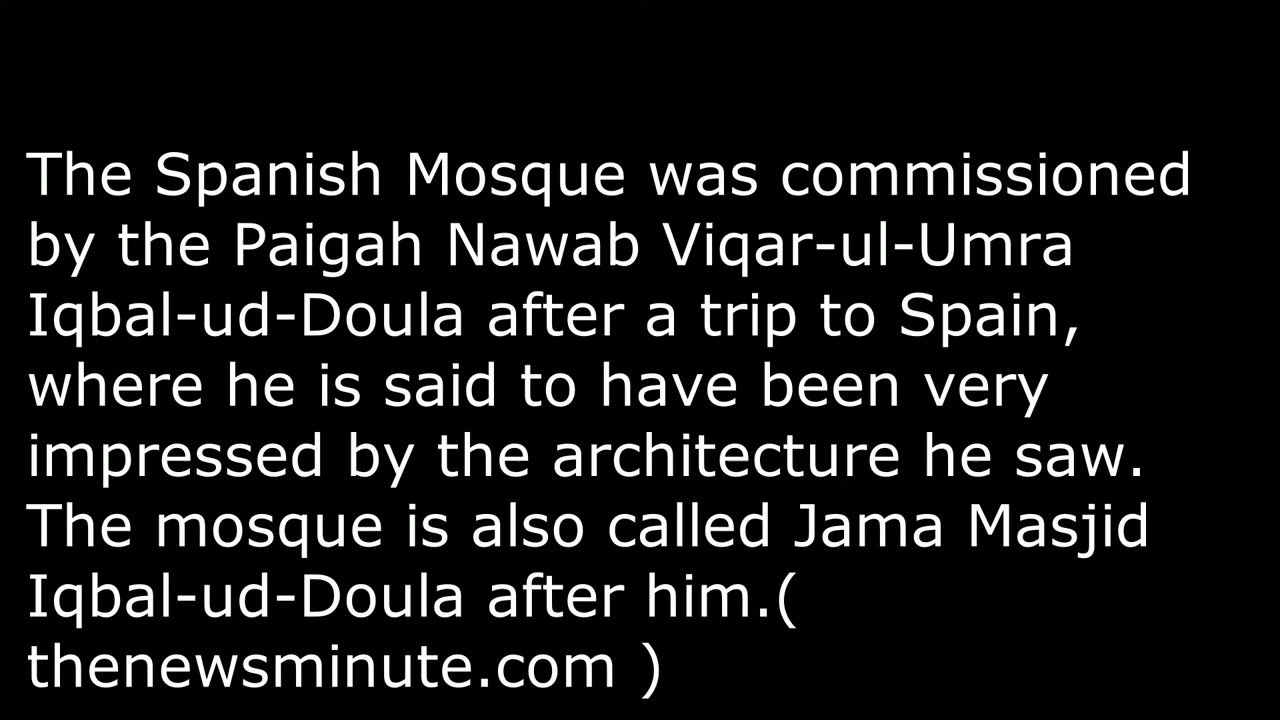 The Spanish Mosque was commissioned
by the Paigah Nawab Viqar-ul-Umra
Iqbal-ud-Doula after a trip to Spain,
where he is said to have been very
impressed by the architecture he saw.
The mosque is also called Jama Masjid
Iqbal-ud-Doula after him.(
thenewsminute.com )